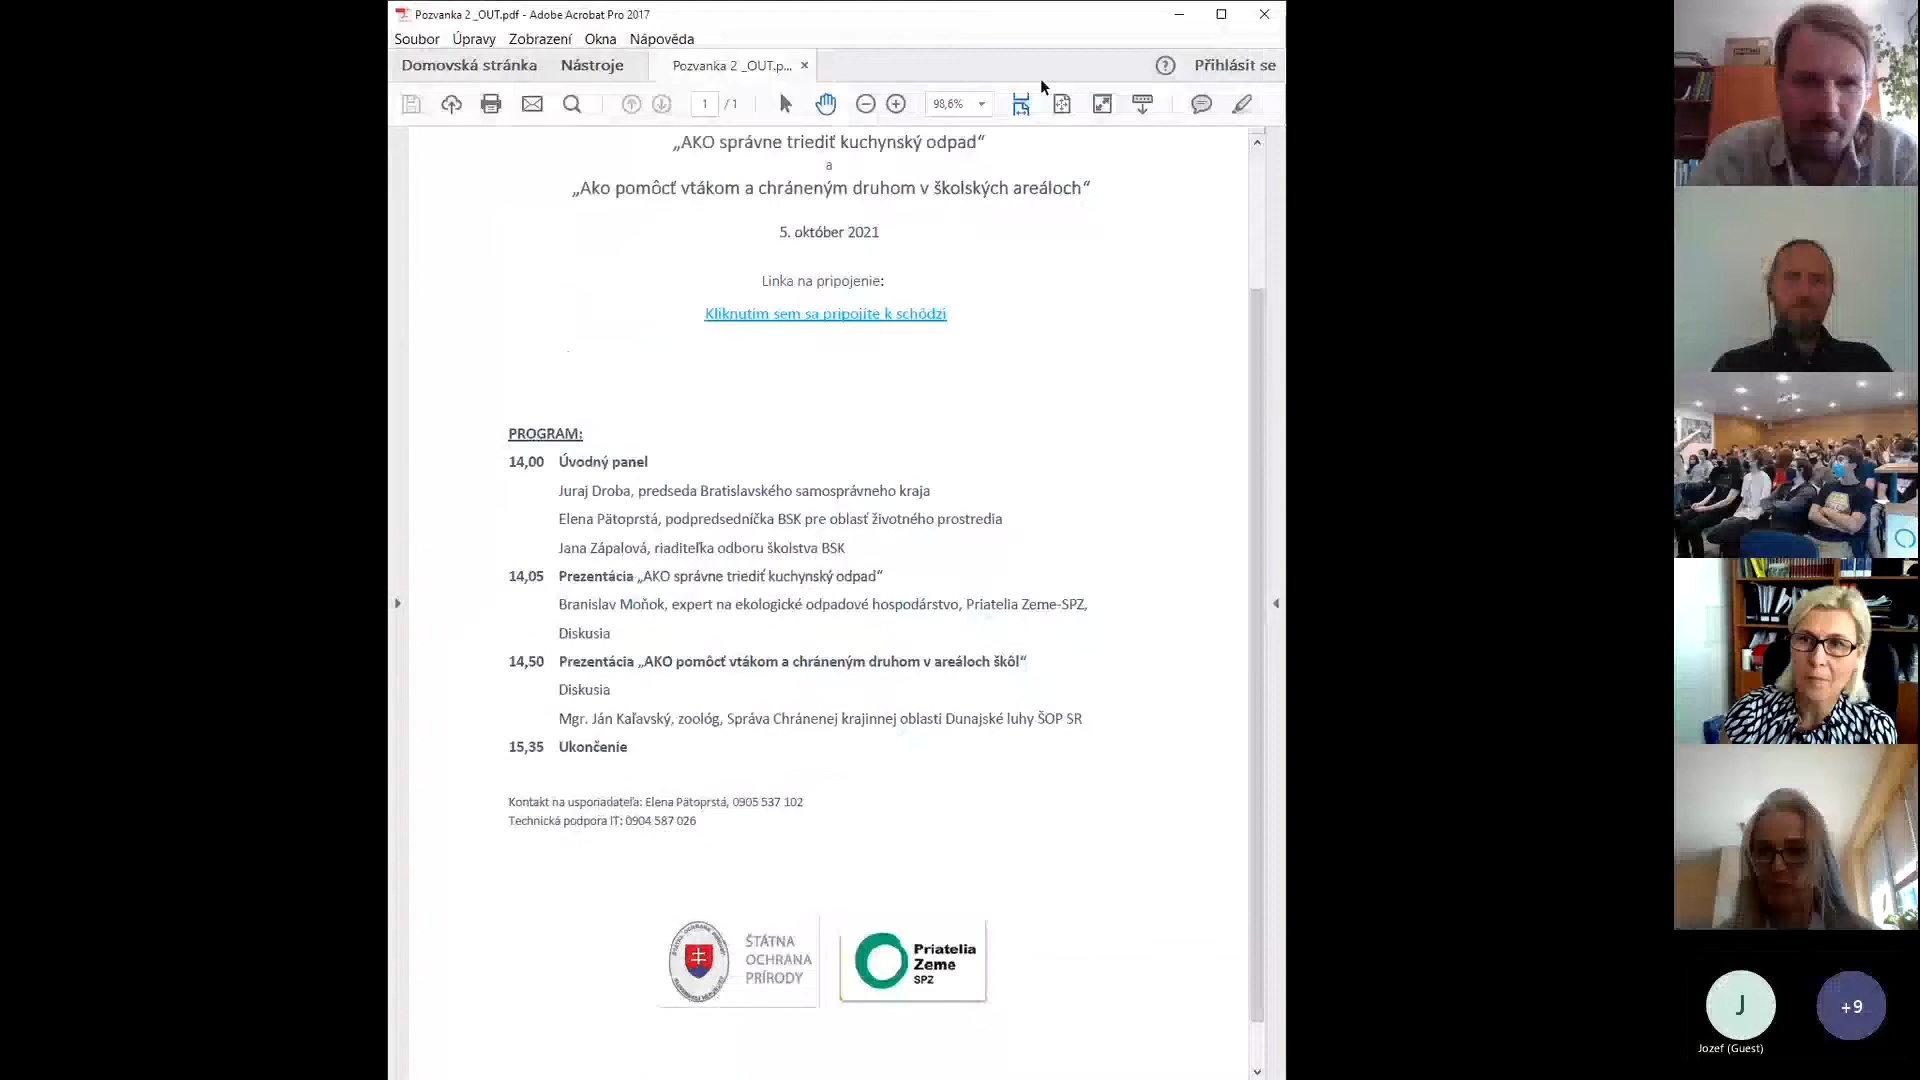 Pozvanka 2 _OUT.pdf - Adobe Acrobat Pro 2017
Soubor Úpravy Zobrazení Okna Nápověda
Domovská stránka Nástroje Pozvanka 2 _OUT.p... × Přihlásit se
1 / 1 98,6%
„AKO správne triediť kuchynský odpad“
a
„Ako pomôcť vtákom a chráneným druhom v školských areáloch“
5. október 2021
Linka na pripojenie:
Kliknutím sem sa pripojíte k schôdzi
PROGRAM:
14,00 Úvodný panel
Juraj Droba, predseda Bratislavského samosprávneho kraja
Elena Pätoprstá, podpredsedníčka BSK pre oblasť životného prostredia
Jana Zápalová, riaditeľka odboru školstva BSK
14,05 Prezentácia „AKO správne triediť kuchynský odpad“
Branislav Moňok, expert na ekologické odpadové hospodárstvo, Priatelia Zeme-SPZ,
Diskusia
14,50 Prezentácia „AKO pomôcť vtákom a chráneným druhom v areáloch škôl“
Diskusia
Mgr. Ján Kaľavský, zoológ, Správa Chránenej krajinnej oblasti Dunajské luhy ŠOP SR
15,35 Ukončenie
Kontakt na usporiadateľa: Elena Pätoprstá, 0905 537 102
Technická podpora IT: 0904 587 026
ŠTÁTNA
OCHRANA
PRÍRODY
Priatelia
Zeme
SPZ
J
+9
Jozef (Guest)